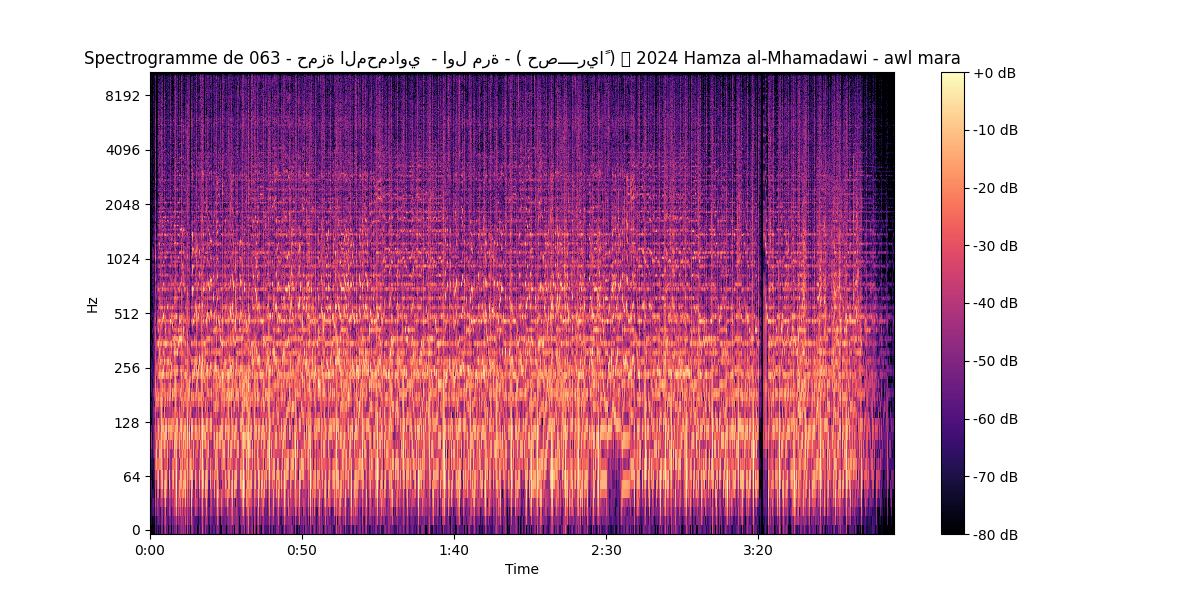 Spectrogramme de 063 - حمزة المحمداوي  - اول مرة - ( حصـــرياً ) 2024 Hamza al-Mhamadawi - awl mara
+0 dB
8192
-10 dB
4096
-20 dB
2048
-30 dB
1024
-40 dB
Hz
512
-50 dB
256
-60 dB
128
-70 dB
64
0
-80 dB
0:00
0:50
1:40
2:30
3:20
Time